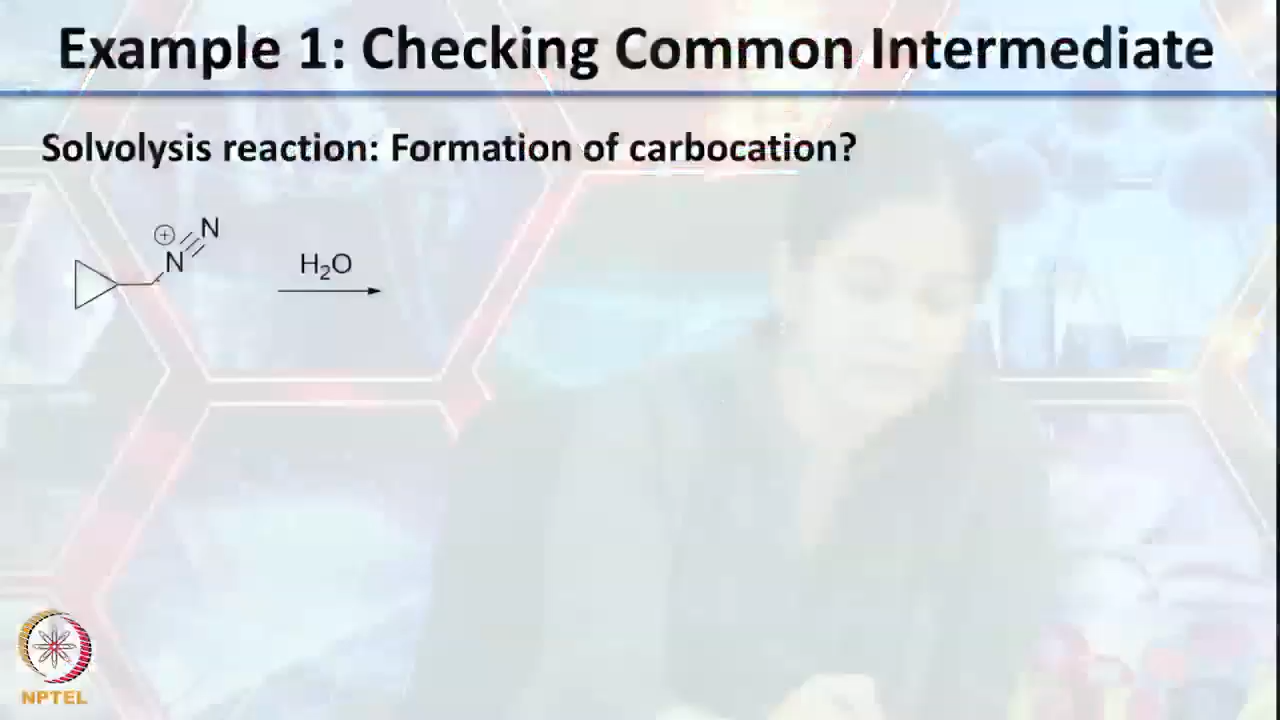 Example 1: Checking Common Intermediate
Solvolysis reaction: Formation of carbocation?
⊕ N
N
H₂O
NPTEL